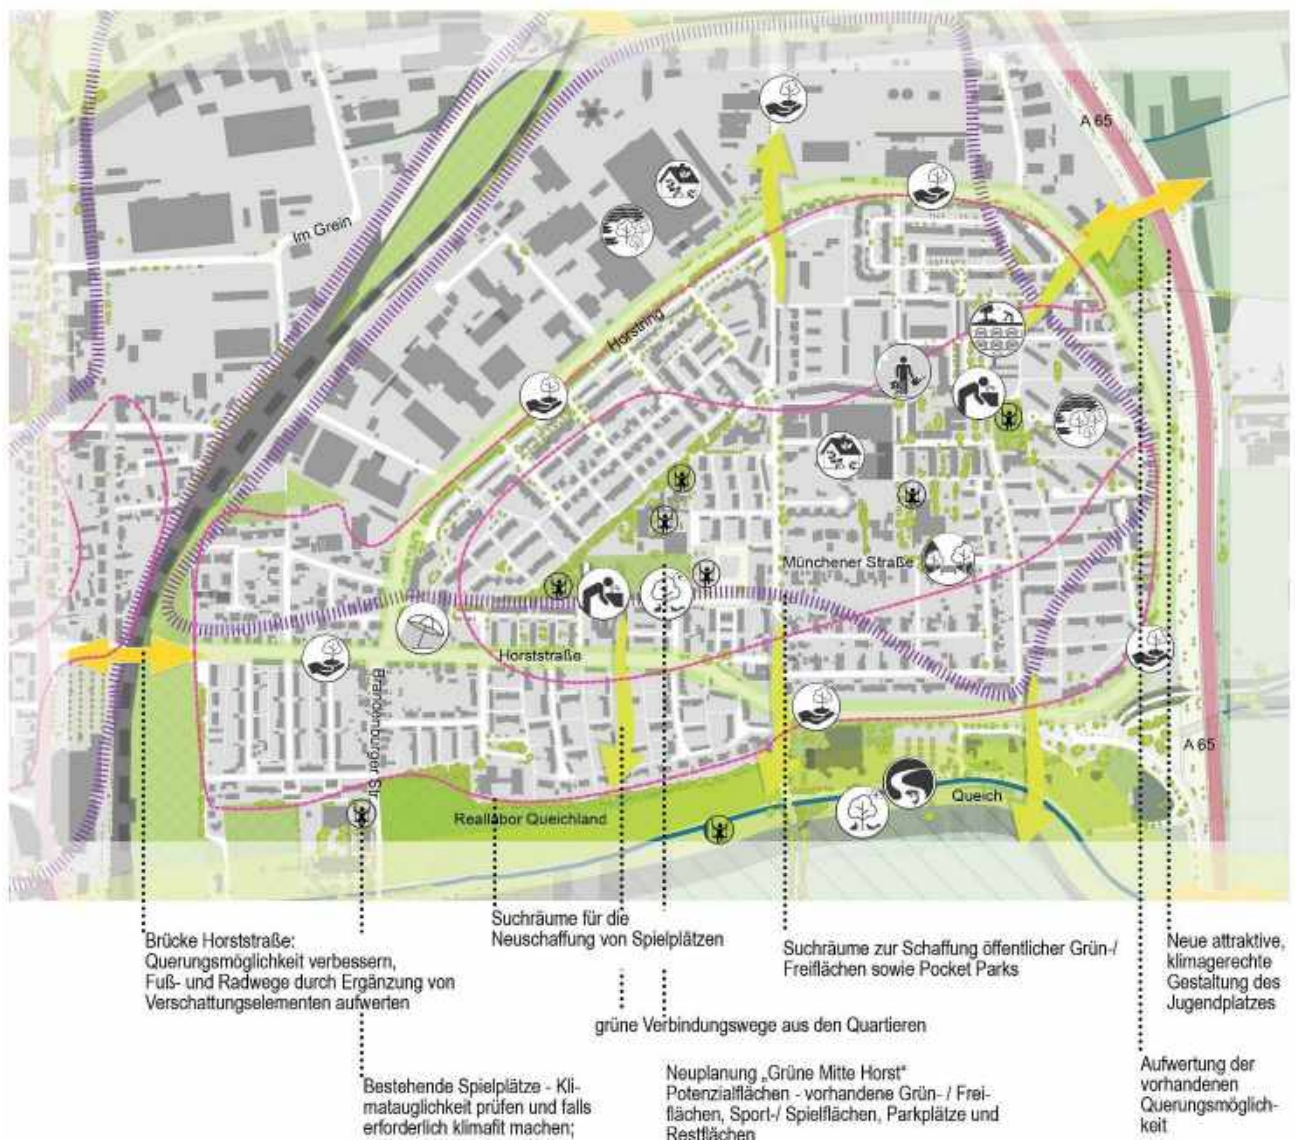 A 65
Im Grein
Horstring
Münchener Straße
Horststraße
Brandenburger Str
A 65
Queich
Reallabor Queichland
Brücke Horststraße:
Querungsmöglichkeit verbessern,
Fuß- und Radwege durch Ergänzung von
Verschattungselementen aufwerten
Suchräume für die
Neuschaffung von Spielplätzen
Suchräume zur Schaffung öffentlicher Grün-/
Freiflächen sowie Pocket Parks
Neue attraktive,
klimagerechte
Gestaltung des
Jugendplatzes
grüne Verbindungswege aus den Quartieren
Bestehende Spielplätze - Kli-
matauglichkeit prüfen und falls
erforderlich klimafit machen;
Neuplanung „Grüne Mitte Horst"
Potenzialflächen - vorhandene Grün- / Frei-
flächen, Sport-/ Spielflächen, Parkplätze und
Restflächen
Aufwertung der
vorhandenen
Querungsmöglich-
keit